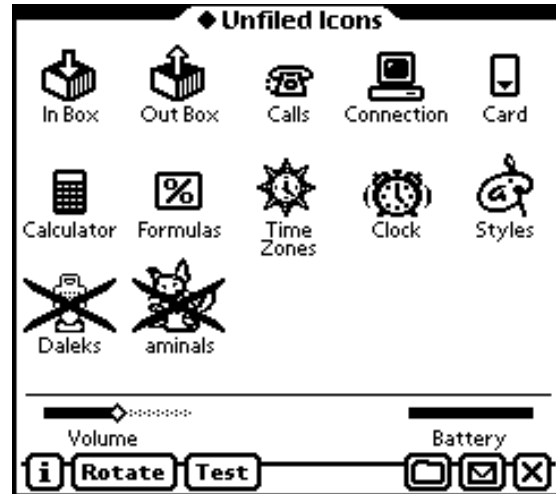 Unfiled Icons
In Box Out Box Calls Connection Card
Calculator Formulas Time Zones Clock Styles
Daleks aminals
Volume Battery
i Rotate Test